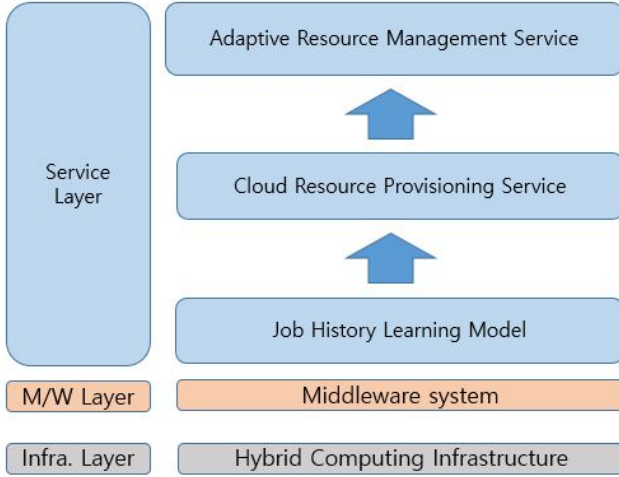 Adaptive Resource Management Service
Service
Layer
Cloud Resource Provisioning Service
Job History Learning Model
M/W Layer
Middleware system
Infra. Layer
Hybrid Computing Infrastructure